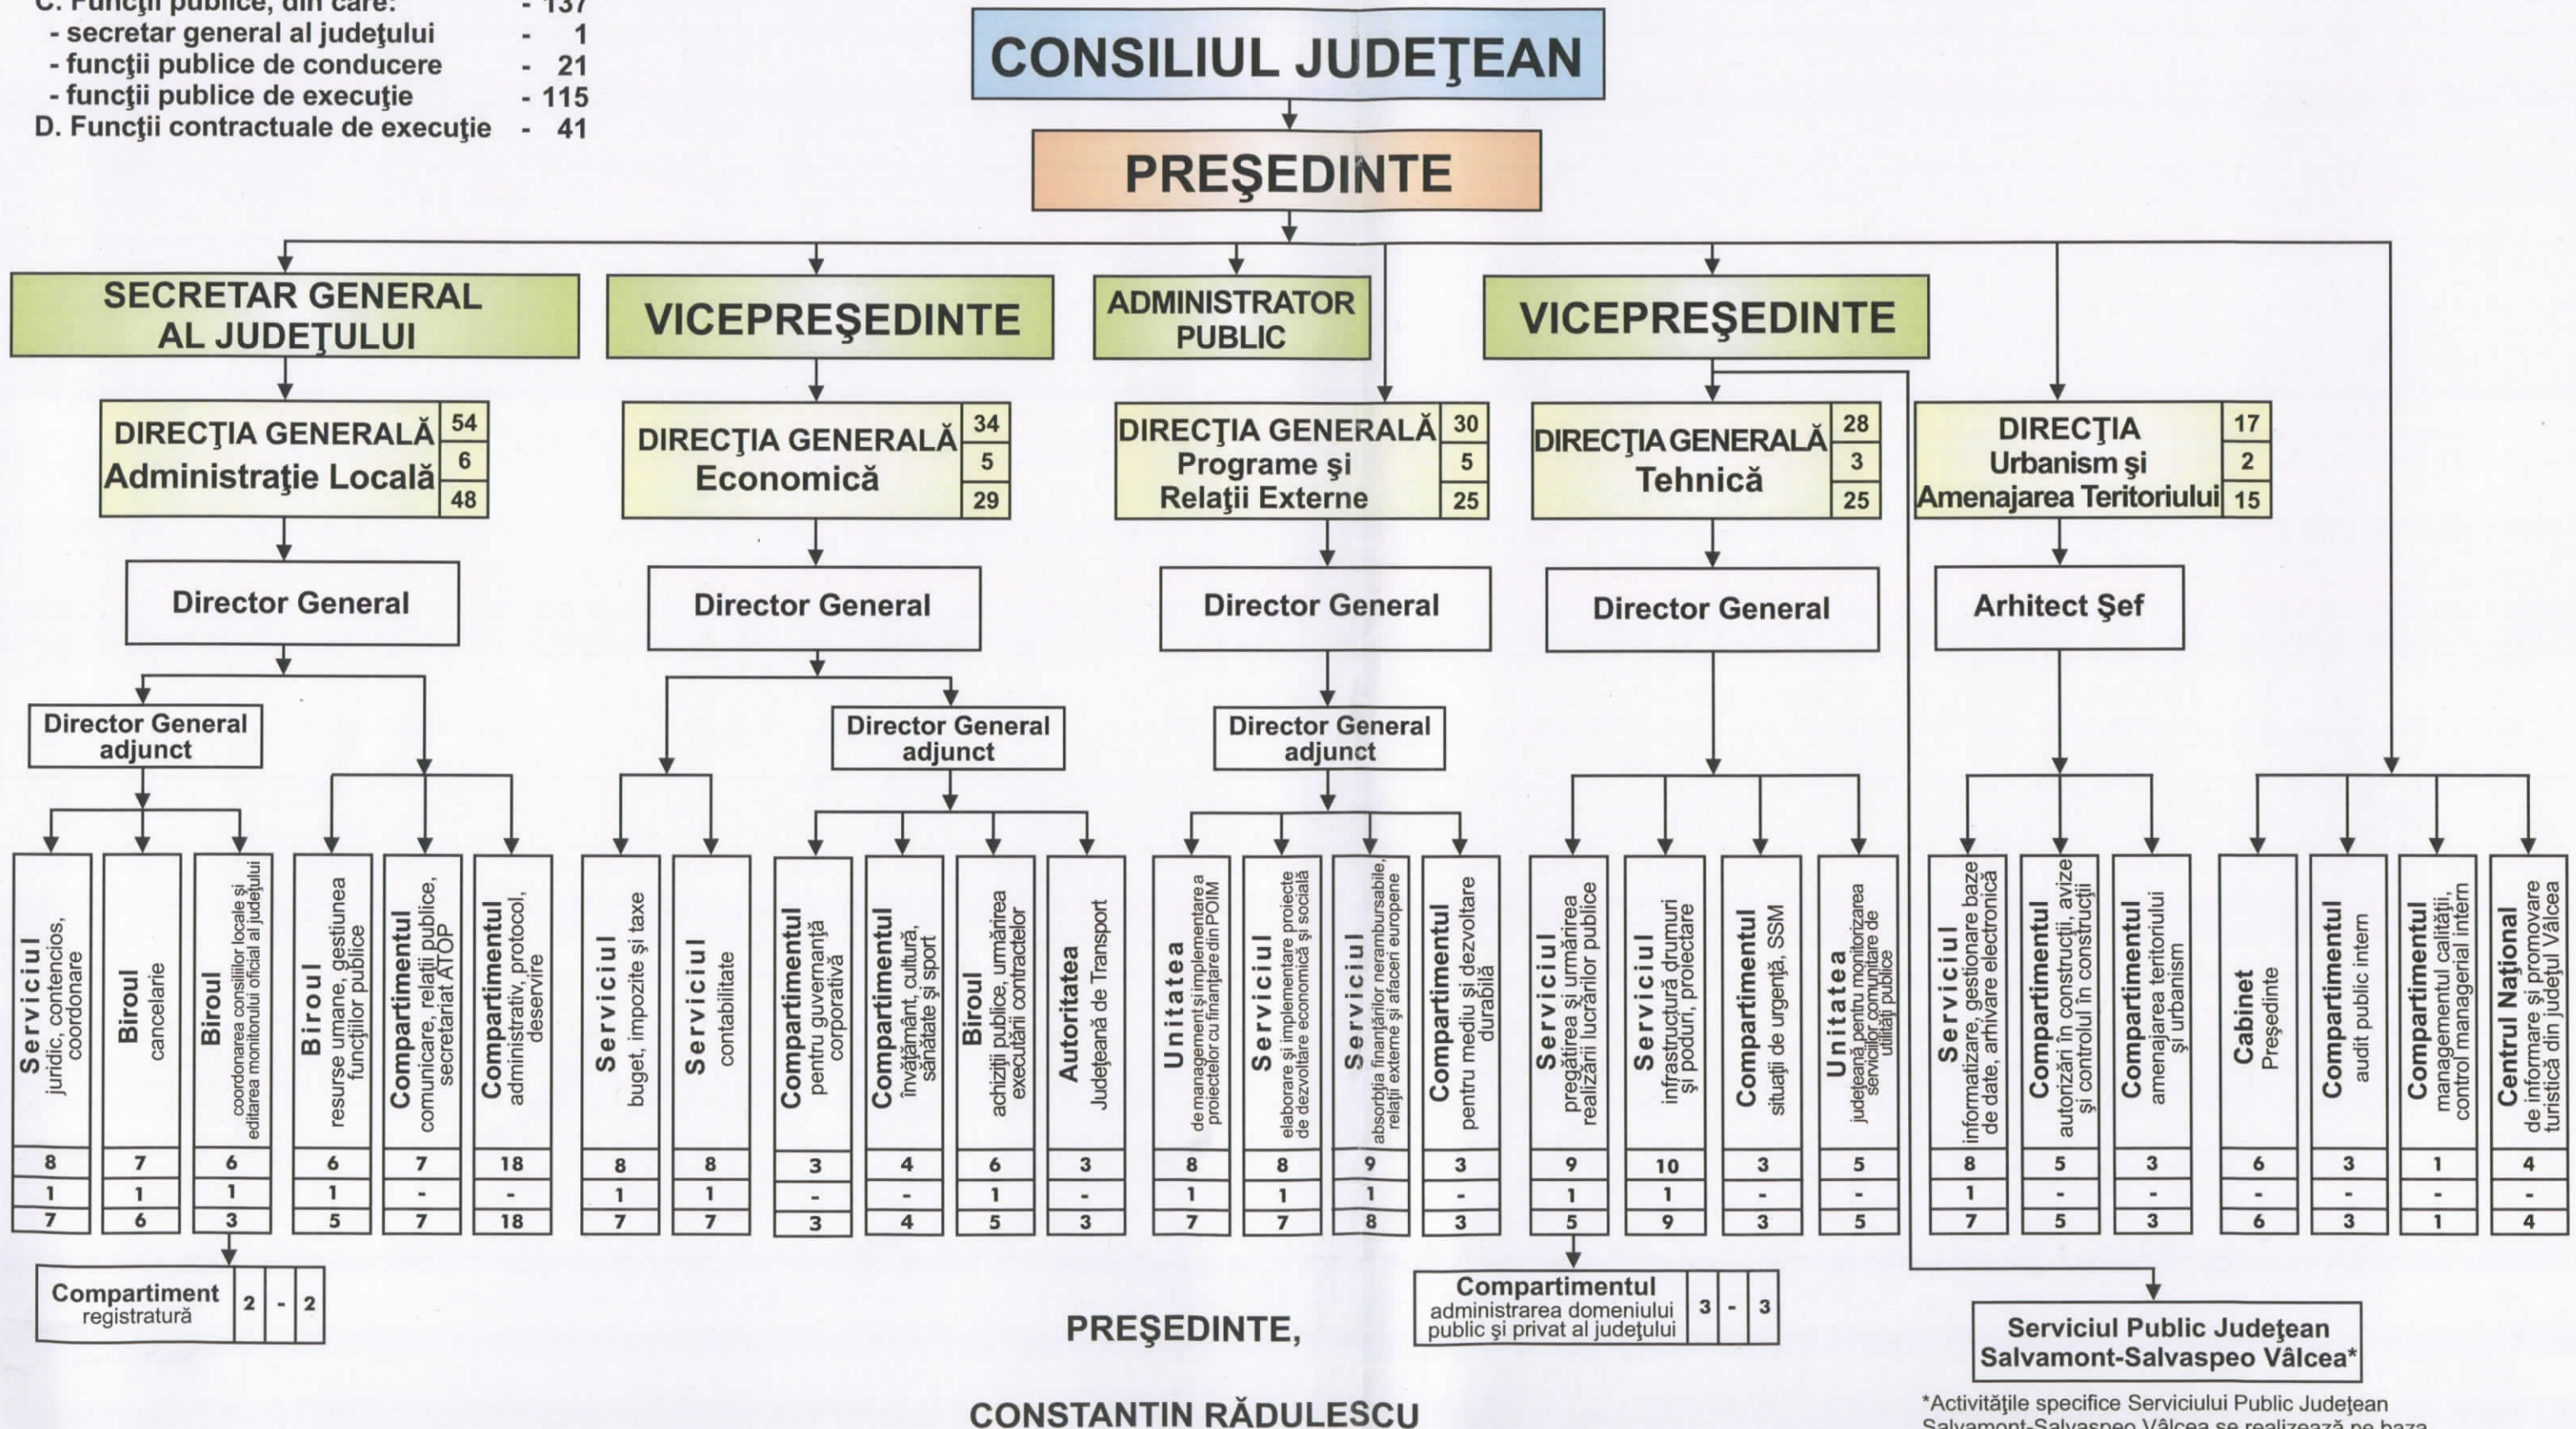 C. Funcţii publice, din care: - 137
- secretar general al judeţului - 1
- funcţii publice de conducere - 21
- funcţii publice de execuţie - 115
D. Funcţii contractuale de execuţie - 41
CONSILIUL JUDEŢEAN
PREŞEDINTE
SECRETAR GENERAL
AL JUDEŢULUI
VICEPREŞEDINTE
ADMINISTRATOR
PUBLIC
VICEPREŞEDINTE
DIRECŢIA GENERALĂ
Administraţie Locală
54
6
48
DIRECŢIA GENERALĂ
Economică
34
5
29
DIRECŢIA GENERALĂ
Programe şi
Relaţii Externe
30
5
25
DIRECŢIA GENERALĂ
Tehnică
28
3
25
DIRECŢIA
Urbanism şi
Amenajarea Teritoriului
17
2
15
Director General
Director General
Director General
Director General
Arhitect Şef
Director General
adjunct
Director General
adjunct
Director General
adjunct
Serviciul
juridic, contencios,
coordonare
8
1
7
Biroul
cancelarie
7
1
6
Biroul
coordonarea consiliilor locale şi
editarea monitorului oficial al judeţului
6
1
3
Biroul
resurse umane, gestiunea
funcţiilor publice
6
1
5
Compartimentul
comunicare, relaţii publice,
secretariat ATOP
7
-
7
Compartimentul
administrativ, protocol,
deservire
18
-
18
Serviciul
buget, impozite şi taxe
8
1
7
Serviciul
contabilitate
8
1
7
Compartimentul
pentru guvernanţă
corporativă
3
-
3
Compartimentul
învăţământ, cultură,
sănătate şi sport
4
-
4
Biroul
achiziţii publice, umărirea
executării contractelor
6
1
5
Autoritatea
Judeţeană de Transport
3
-
3
Unitatea
de management şi implementare a
proiectelor cu finanţare din POIM
8
1
7
Serviciul
elaborare şi implementare proiecte
de dezvoltare economică şi socială
8
1
7
Serviciul
absorbţia finanţărilor nerambursabile,
relaţii externe şi afaceri europene
9
1
8
Compartimentul
pentru mediu şi dezvoltare
durabilă
3
-
3
Serviciul
pregătirea şi urmărirea
realizării lucrărilor publice
9
1
5
Serviciul
infrastructură drumuri
şi poduri, proiectare
10
1
9
Compartimentul
situaţii de urgenţă, SSM
3
-
3
Unitatea
judeţeană pentru monitorizarea
serviciilor comunitare de
utilităţi publice
5
-
5
Serviciul
informatizare, gestionare baze
de date, arhivare electronică
8
1
7
Compartimentul
autorizări în construcţii, avize
şi controlul în construcţii
5
-
5
Compartimentul
amenajarea teritoriului
şi urbanism
3
-
3
Cabinet
Preşedinte
6
-
6
Compartimentul
audit public intern
3
-
3
Compartimentul
managementul calităţii,
control managerial intern
1
-
1
Centrul Naţional
de informare şi promovare
turistică din judeţul Vâlcea
4
-
4
Compartiment
registratură
2 - 2
Compartimentul
administrarea domeniului
public şi privat al judeţului
3 - 3
PREŞEDINTE,
CONSTANTIN RĂDULESCU
Serviciul Public Judeţean
Salvamont-Salvaspeo Vâlcea*
*Activităţile specifice Serviciului Public Judeţean
Salvamont-Salvaspeo Vâlcea se realizează pe baza